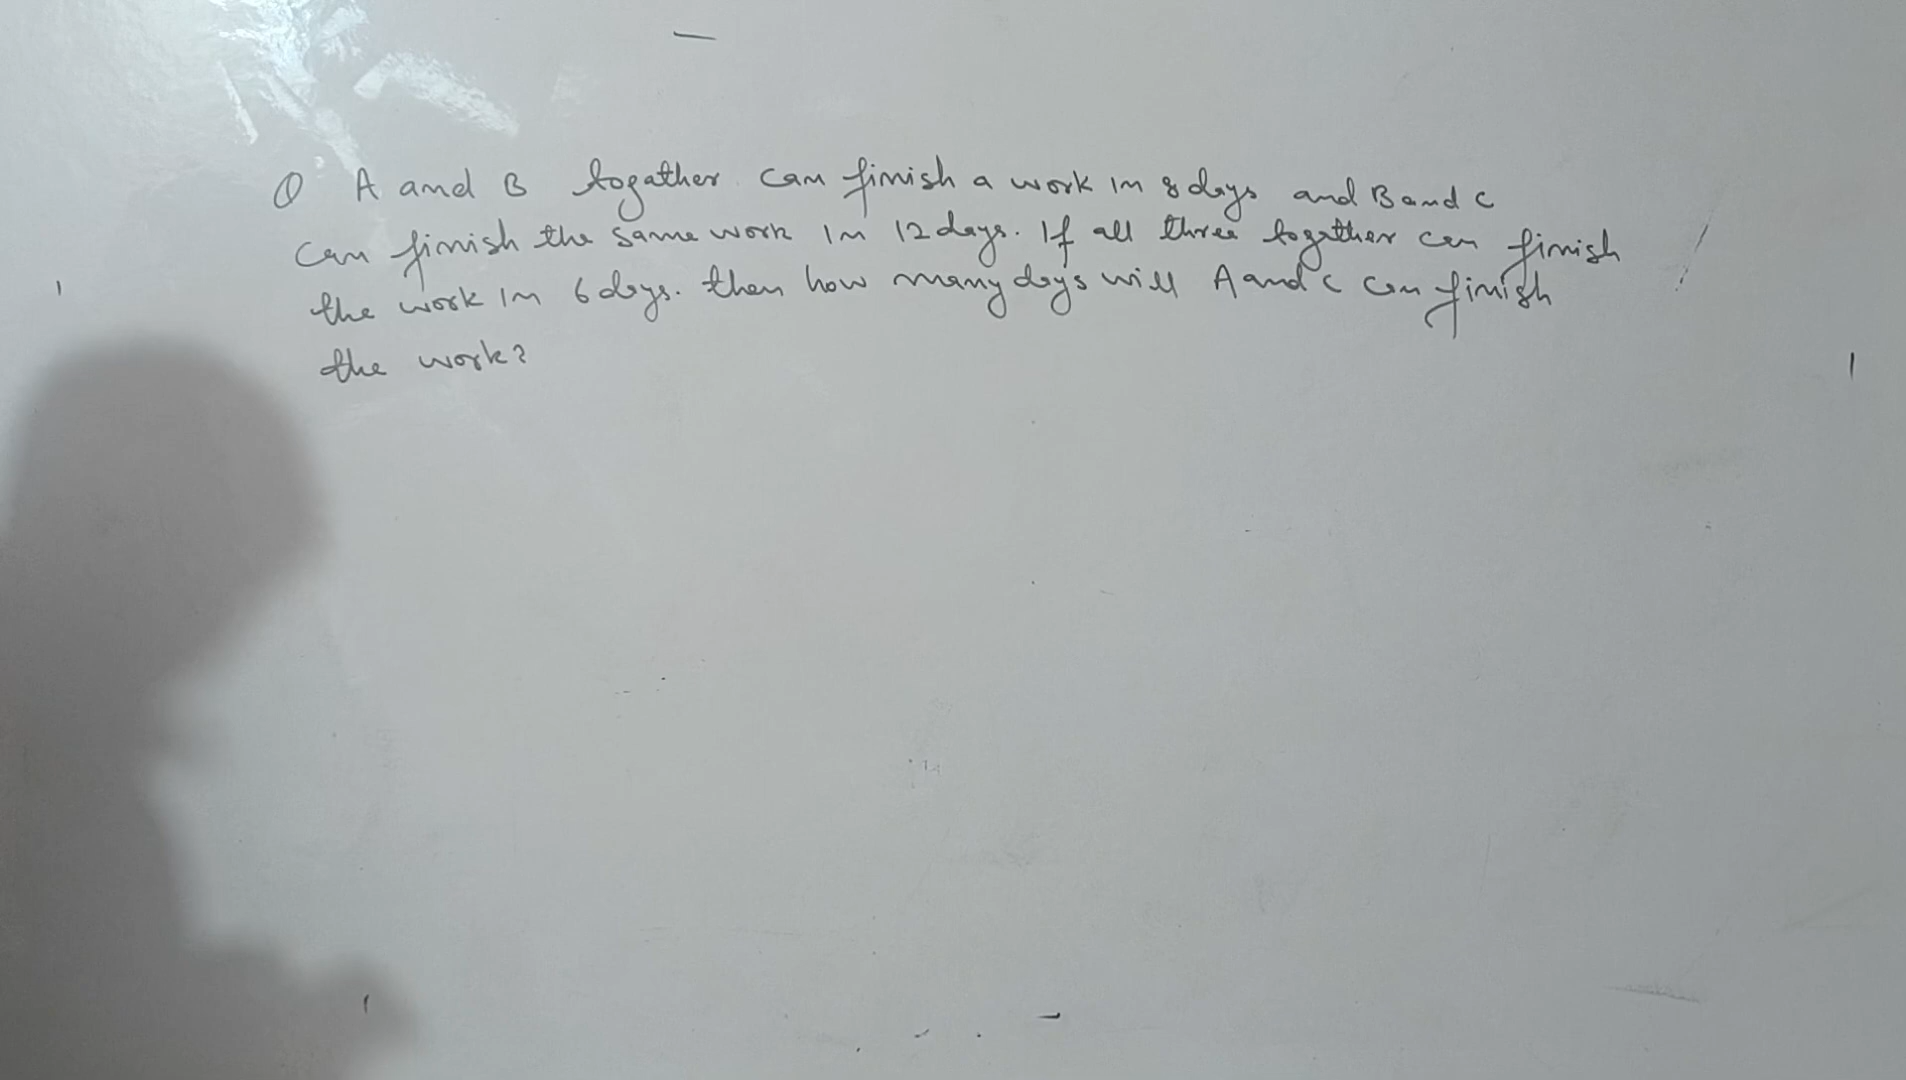 Q A and B togather can finish a work in 8 days and B and C
can finish the same work in 12 days. If all three together can finish
the work in 6 days. then how many days will A and C can finish
the work?